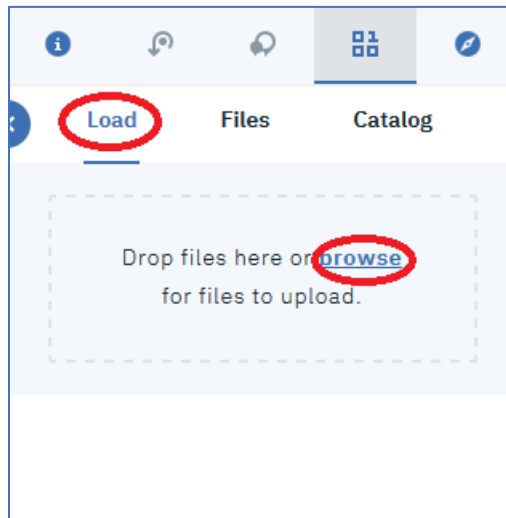 Load Files Catalog
Drop files here or browse
for files to upload.